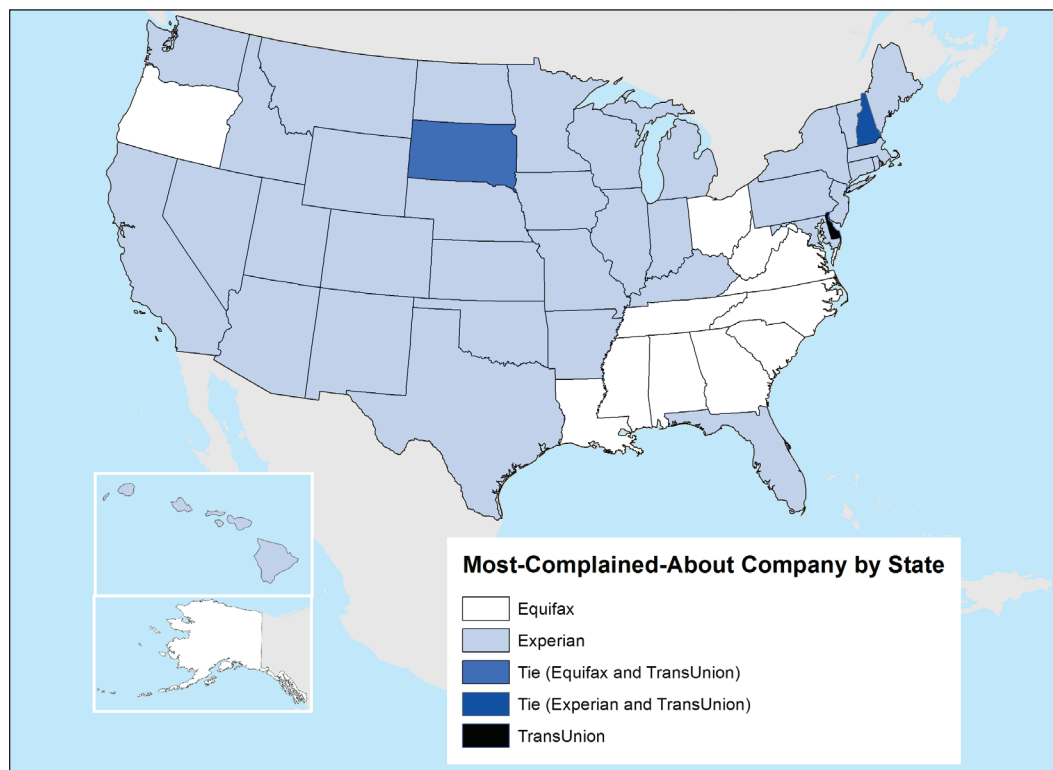 Most-Complained-About Company by State
Equifax
Experian
Tie (Equifax and TransUnion)
Tie (Experian and TransUnion)
TransUnion